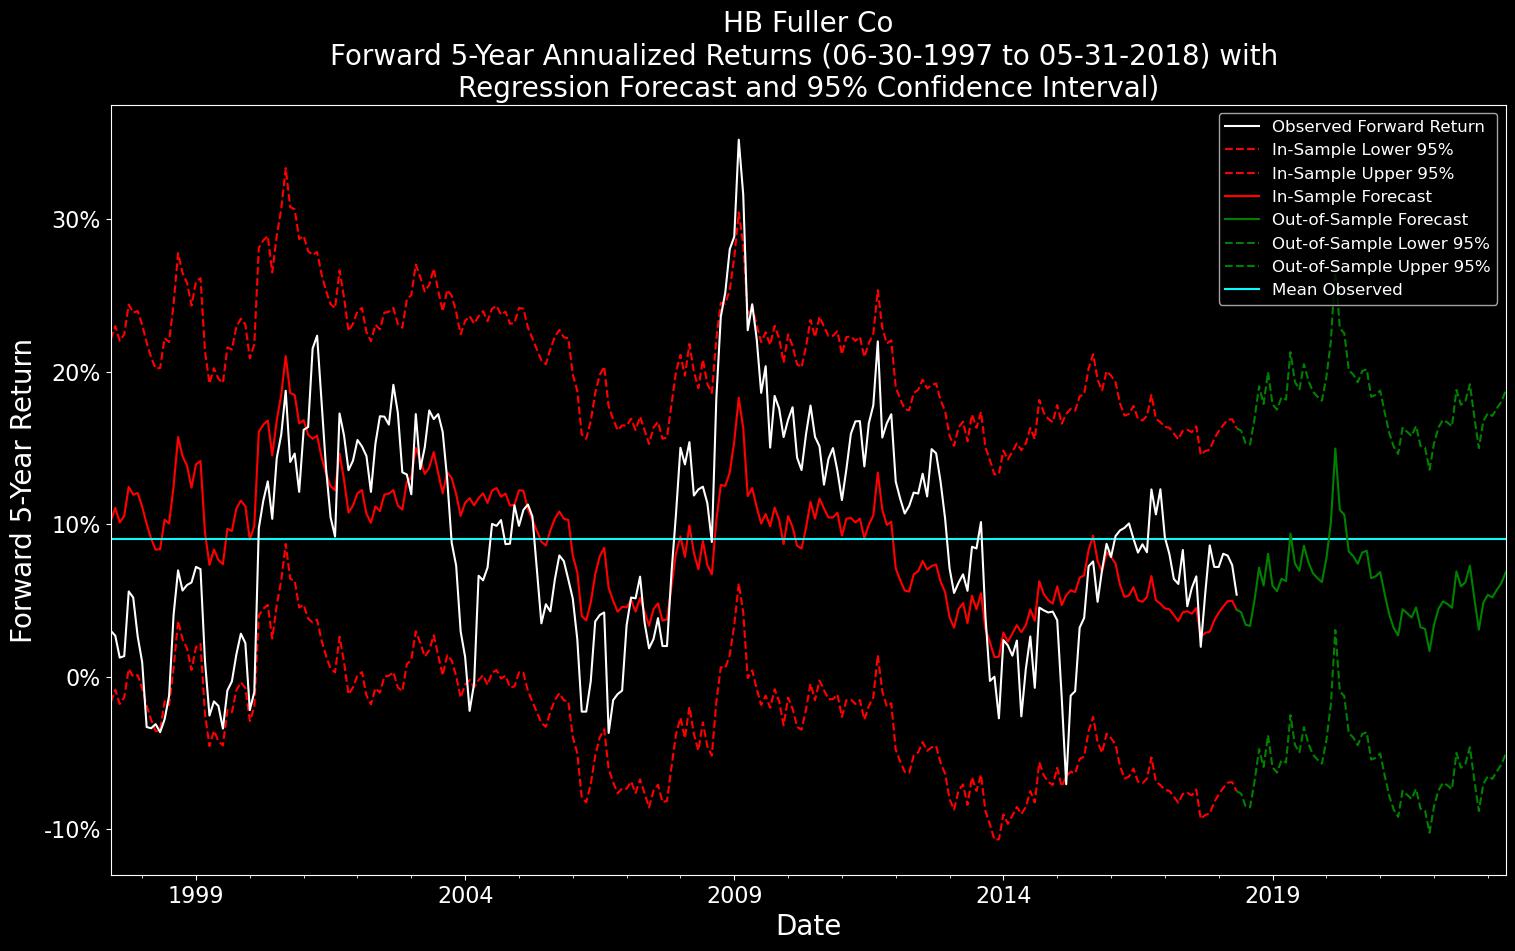 HB Fuller Co
Forward 5-Year Annualized Returns (06-30-1997 to 05-31-2018) with
Regression Forecast and 95% Confidence Interval)
Observed Forward Return
In-Sample Lower 95%
In-Sample Upper 95%
In-Sample Forecast
Out-of-Sample Forecast
Out-of-Sample Lower 95%
Out-of-Sample Upper 95%
Mean Observed
Forward 5-Year Return
30%
20%
10%
0%
-10%
1999
2004
2009
2014
2019
Date